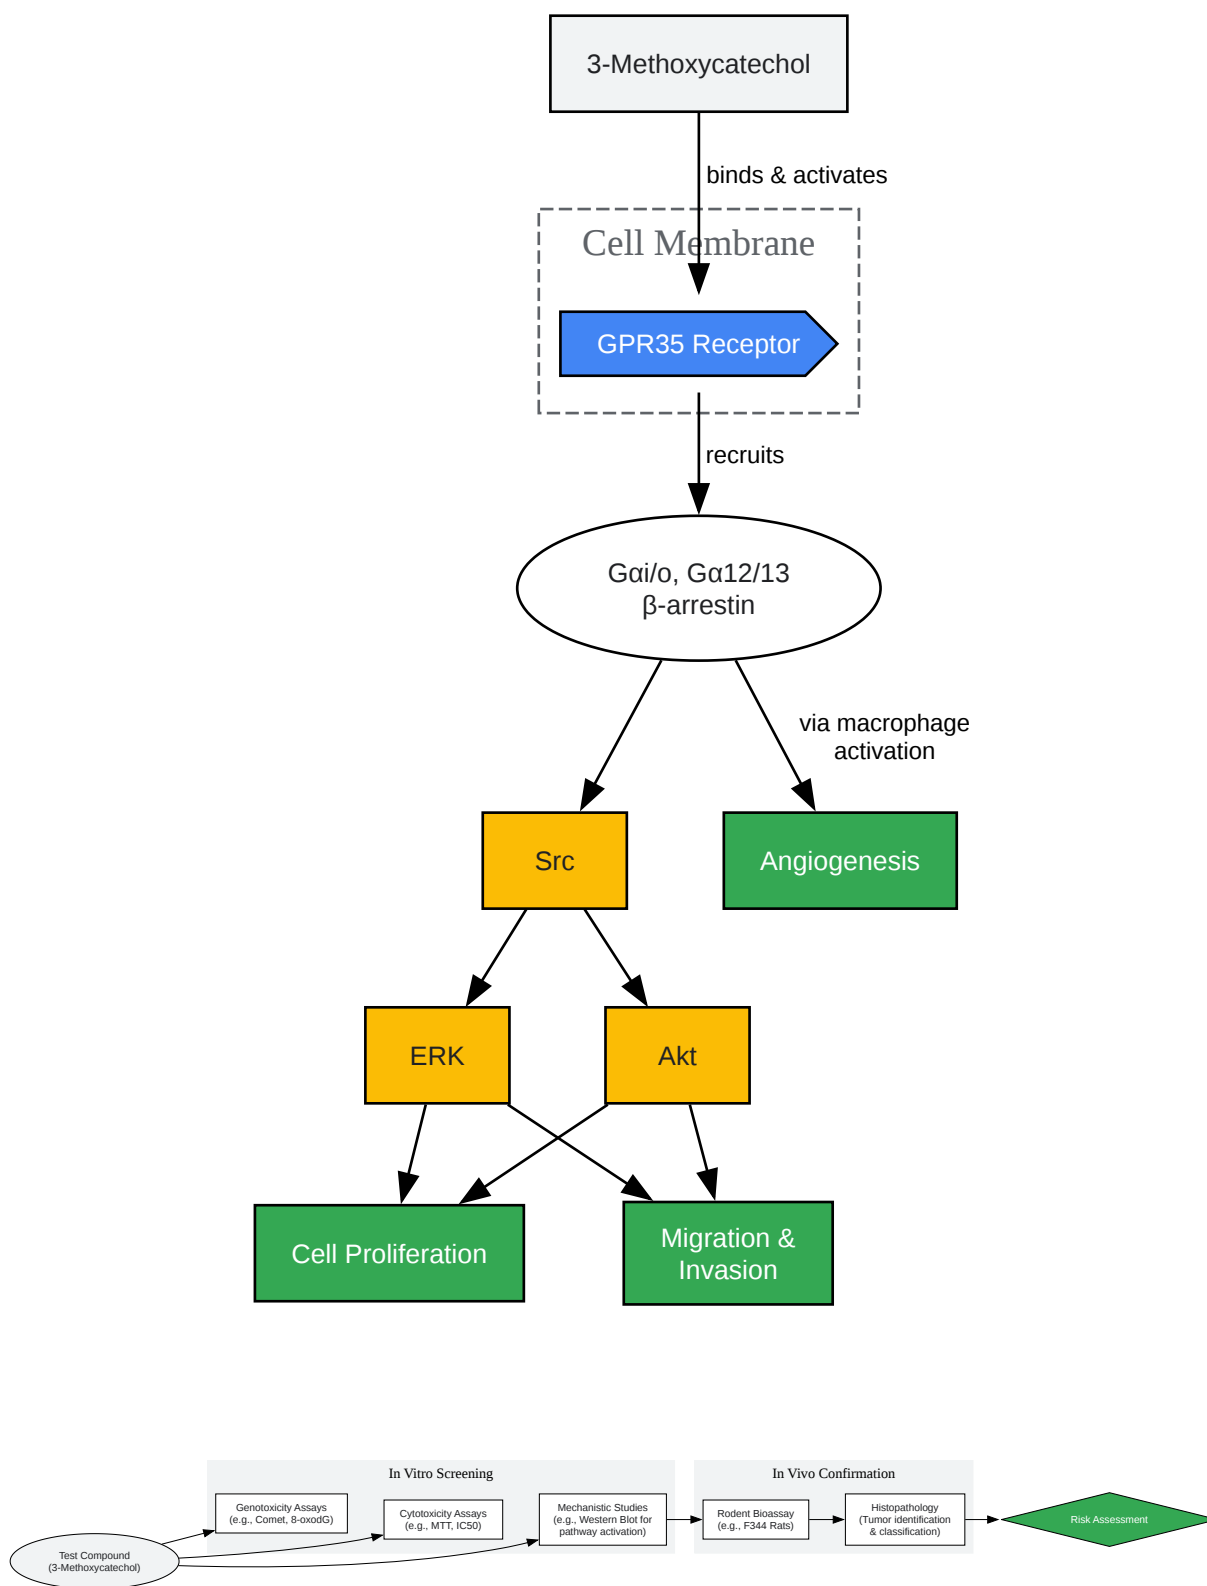 3-Methoxycatechol
binds & activates
Cell Membrane
GPR35 Receptor
recruits
Gαi/o, Gα12/13
β-arrestin
via macrophage
activation
Src
Angiogenesis
ERK
Akt
Cell Proliferation
Migration &
Invasion
In Vitro Screening
In Vivo Confirmation
Genotoxicity Assays
(e.g., Comet, 8-oxodG)
Cytotoxicity Assays
(e.g., MTT, IC50)
Mechanistic Studies
(e.g., Western Blot for
pathway activation)
Rodent Bioassay
(e.g., F344 Rats)
Histopathology
(Tumor identification
& classification)
Risk Assessment
Test Compound
(3-Methoxycatechol)